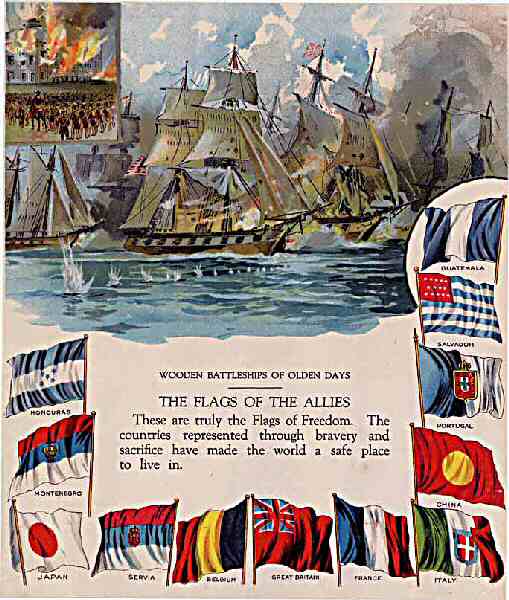 GUATEMALA
SALVADOR
WOODEN BATTLESHIPS OF OLDEN DAYS
THE FLAGS OF THE ALLIES
These are truly the Flags of Freedom. The
countries represented through bravery and
sacrifice have made the world a safe place
to live in.
HONDURAS
PORTUGAL
MONTENEGRO
CHINA
JAPAN
SERVIA
BELGIUM
GREAT BRITAIN
FRANCE
ITALY